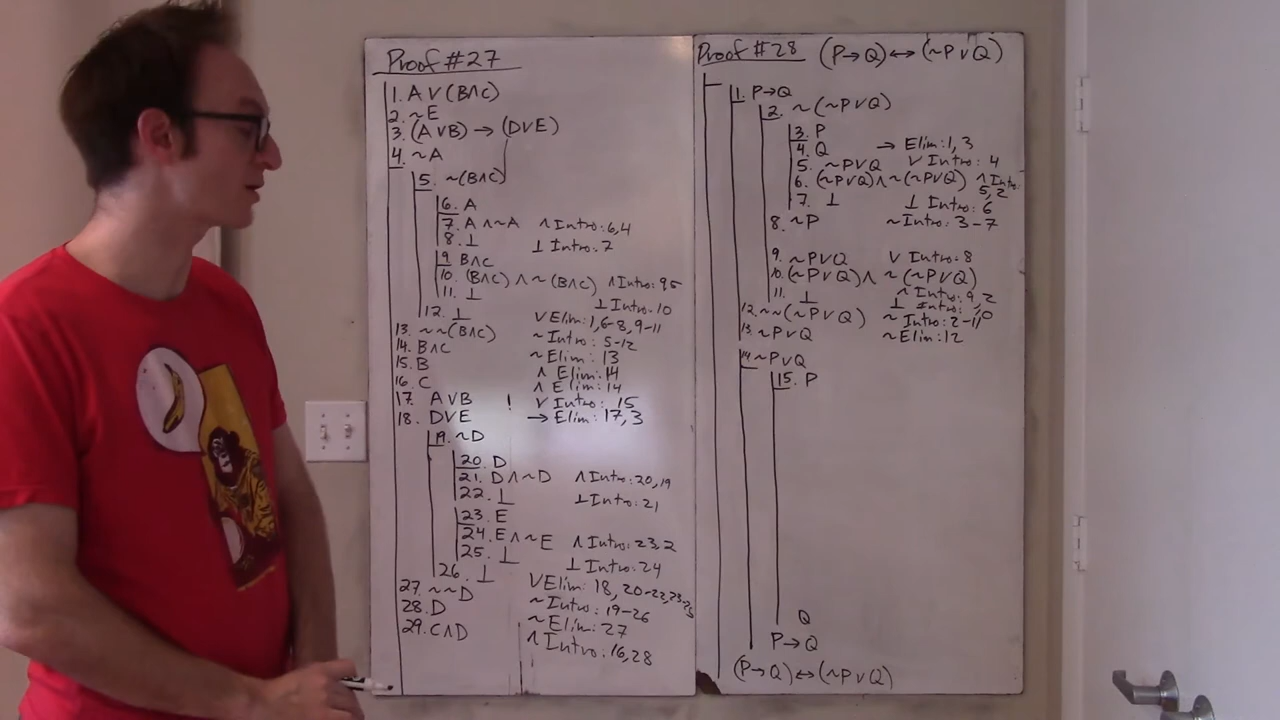 Proof #27
1. A ∨ (B∧C)
2. ~E
3. (A∨B) → (D∨E)
4. ~A
5. ~(B∧C)
6. A
7. A ∧ ~A ∧ Intro: 6,4
8. ⊥ ⊥ Intro: 7
9. B∧C
10. (B∧C) ∧ ~(B∧C) ∧ Intro: 9,5
11. ⊥ ⊥ Intro: 10
12. ⊥ ∨ Elim: 1, 6-8, 9-11
13. ~~(B∧C) ~ Intro: 5-12
14. B∧C ~ Elim: 13
15. B ∧ Elim: 14
16. C ∧ Elim: 14
17. A∨B ∨ Intro: 15
18. D∨E → Elim: 17,3
19. ~D
20. D
21. D∧~D ∧ Intro: 20,19
22. ⊥ ⊥ Intro: 21
23. E
24. E∧~E ∧ Intro: 23,2
25. ⊥ ⊥ Intro: 24
26. ⊥ ∨ Elim: 18, 20-22, 23-25
27. ~~D ~ Intro: 19-26
28. D ~ Elim: 27
29. C∧D ∧ Intro: 16,28
Proof #28 (P→Q) ↔ (~P∨Q)
1. P→Q
2. ~(~P∨Q)
3. P
4. Q → Elim: 1, 3
5. ~P∨Q ∨ Intro: 4
6. (~P∨Q) ∧ ~(~P∨Q) ∧ Intro: 5,2
7. ⊥ ⊥ Intro: 6
8. ~P ~ Intro: 3-7
9. ~P∨Q ∨ Intro: 8
10. (~P∨Q) ∧ ~(~P∨Q) ∧ Intro: 9,2
11. ⊥ ⊥ Intro: 10
12. ~~(~P∨Q) ~ Intro: 2-11
13. ~P∨Q ~ Elim: 12
14. ~P∨Q
15. P
Q
P→Q
(P→Q) ↔ (~P∨Q)